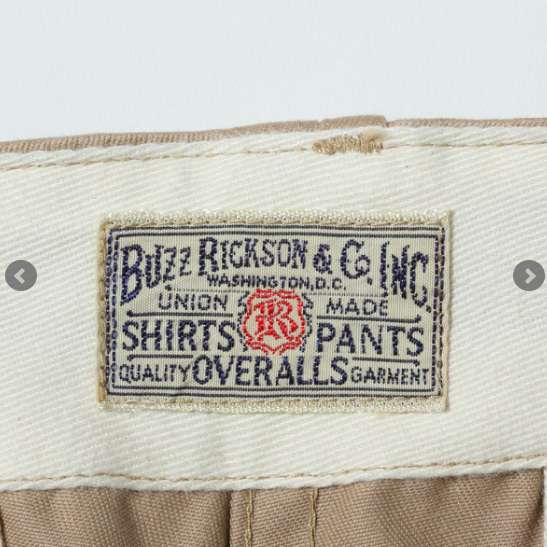 BUZZ RICKSON & CO. INC.
WASHINGTON, D.C.
UNION R MADE
SHIRTS PANTS
QUALITY OVERALLS GARMENT